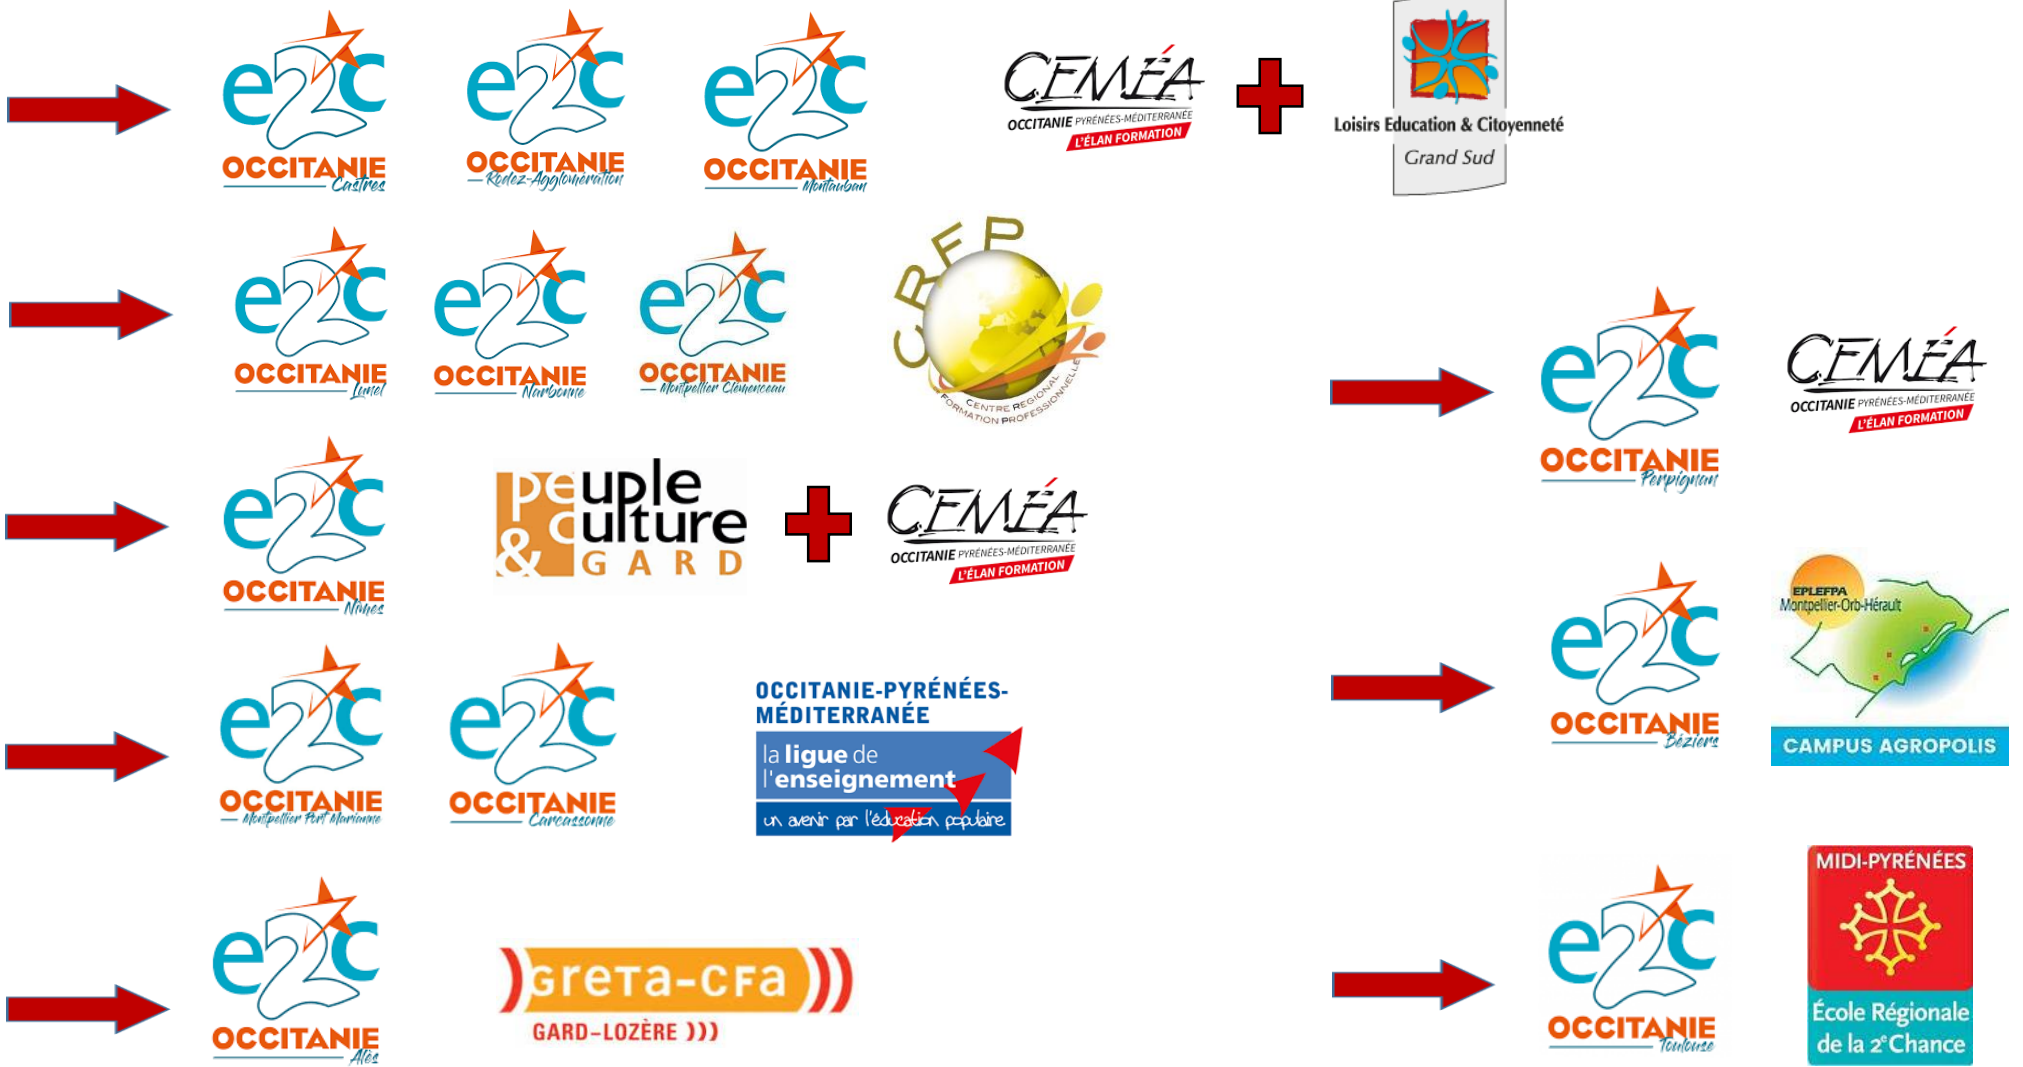 e2c
OCCITANIE
Castres
e2c
OCCITANIE
Rodez-Agglomération
e2c
OCCITANIE
Montauban
CEMÉA
OCCITANIE PYRÉNÉES-MÉDITERRANÉE
L'ÉLAN FORMATION
Loisirs Education & Citoyenneté
Grand Sud
e2c
OCCITANIE
Lunel
e2c
OCCITANIE
Narbonne
e2c
OCCITANIE
Montpellier Clémenceau
CRFP
CENTRE REGIONAL
FORMATION PROFESSIONNELLE
e2c
OCCITANIE
Perpignan
CEMÉA
OCCITANIE PYRÉNÉES-MÉDITERRANÉE
L'ÉLAN FORMATION
e2c
OCCITANIE
Nîmes
peuple
& culture
GARD
CEMÉA
OCCITANIE PYRÉNÉES-MÉDITERRANÉE
L'ÉLAN FORMATION
e2c
OCCITANIE
Béziers
EPLEFPA
Montpellier-Orb-Hérault
CAMPUS AGROPOLIS
e2c
OCCITANIE
Montpellier Port Marianne
e2c
OCCITANIE
Carcassonne
OCCITANIE-PYRÉNÉES-
MÉDITERRANÉE
la ligue de
l'enseignement
un avenir par l'éducation populaire
e2c
OCCITANIE
Alès
GreTa-CFa
GARD-LOZÈRE )))
e2c
OCCITANIE
Toulouse
MIDI-PYRÉNÉES
École Régionale
de la 2e Chance